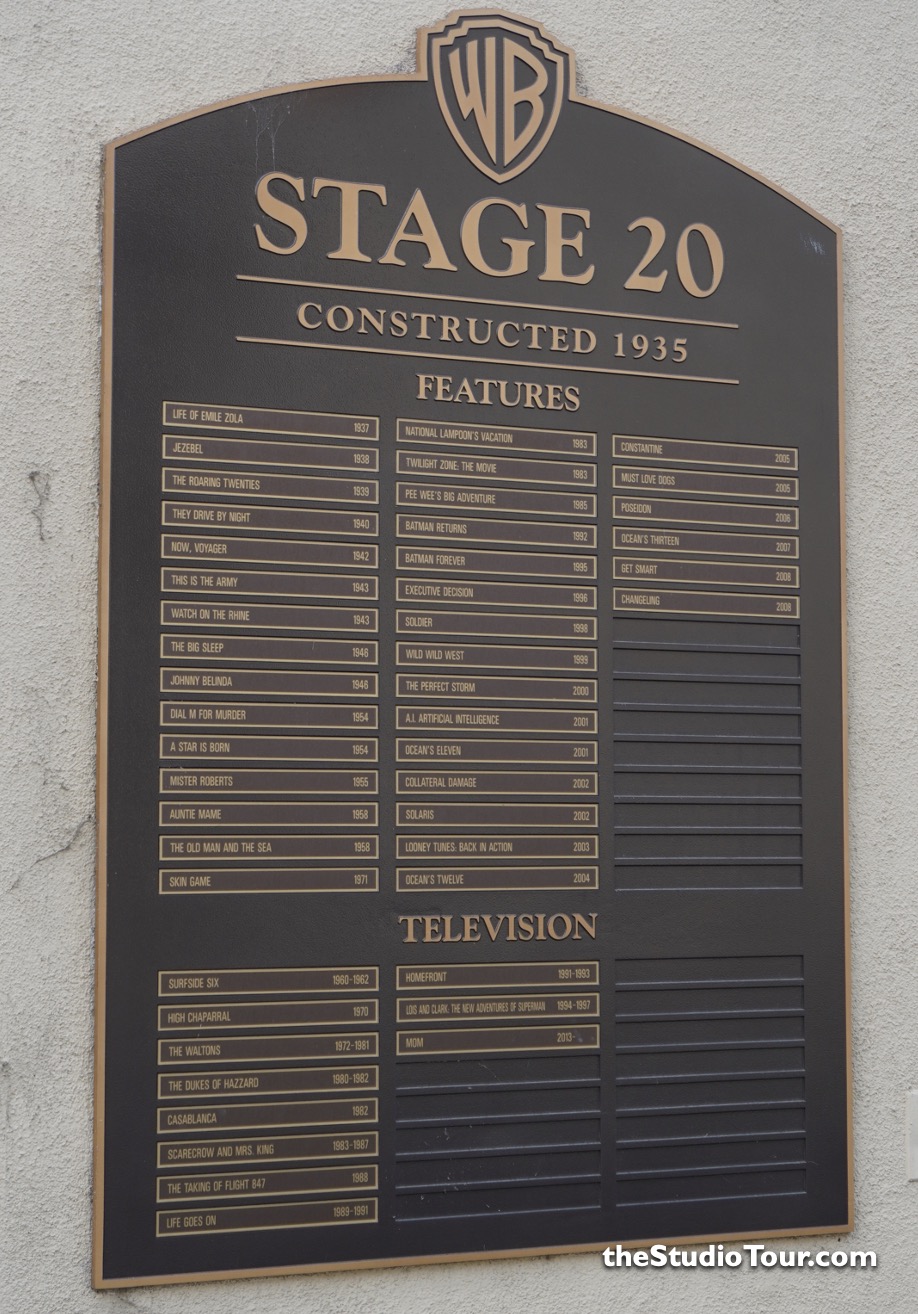 WB
STAGE 20
CONSTRUCTED 1935
FEATURES
LIFE OF EMILE ZOLA 1937
JEZEBEL 1938
THE ROARING TWENTIES 1939
THEY DRIVE BY NIGHT 1940
NOW, VOYAGER 1942
THIS IS THE ARMY 1943
WATCH ON THE RHINE 1943
THE BIG SLEEP 1946
JOHNNY BELINDA 1946
DIAL M FOR MURDER 1954
A STAR IS BORN 1954
MISTER ROBERTS 1955
AUNTIE MAME 1958
THE OLD MAN AND THE SEA 1958
SKIN GAME 1971
NATIONAL LAMPOON'S VACATION 1983
TWILIGHT ZONE: THE MOVIE 1983
PEE WEE'S BIG ADVENTURE 1985
BATMAN RETURNS 1992
BATMAN FOREVER 1995
EXECUTIVE DECISION 1996
SOLDIER 1998
WILD WILD WEST 1999
THE PERFECT STORM 2000
A.I. ARTIFICIAL INTELLIGENCE 2001
OCEAN'S ELEVEN 2001
COLLATERAL DAMAGE 2002
SOLARIS 2002
LOONEY TUNES: BACK IN ACTION 2003
OCEAN'S TWELVE 2004
CONSTANTINE 2005
MUST LOVE DOGS 2005
POSEIDON 2006
OCEAN'S THIRTEEN 2007
GET SMART 2008
CHANGELING 2008
TELEVISION
SURFSIDE SIX 1960-1962
HIGH CHAPARRAL 1970
THE WALTONS 1972-1981
THE DUKES OF HAZZARD 1980-1982
CASABLANCA 1982
SCARECROW AND MRS. KING 1983-1987
THE TAKING OF FLIGHT 847 1988
LIFE GOES ON 1989-1991
HOMEFRONT 1991-1993
LOIS AND CLARK: THE NEW ADVENTURES OF SUPERMAN 1994-1997
MOM 2013-
theStudioTour.com